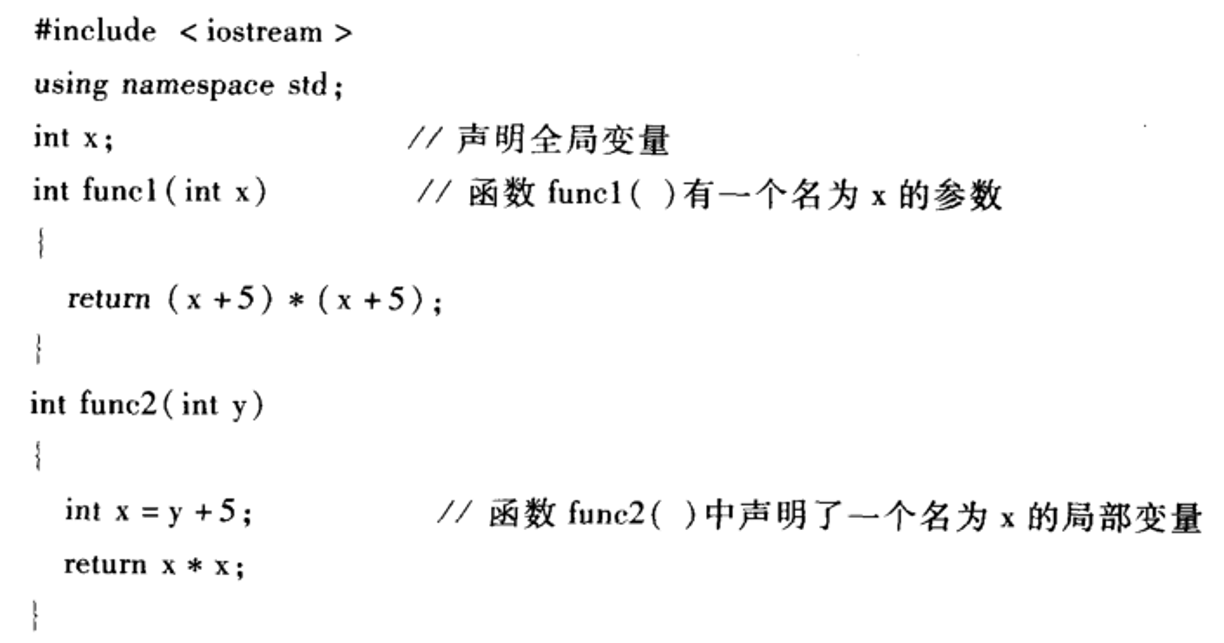 #include <iostream>
using namespace std;
int x; // 声明全局变量
int func1(int x) // 函数 func1( )有一个名为 x 的参数
{
return (x+5)*(x+5);
}
int func2(int y)
{
int x=y+5; // 函数 func2( )中声明了一个名为 x 的局部变量
return x*x;
}